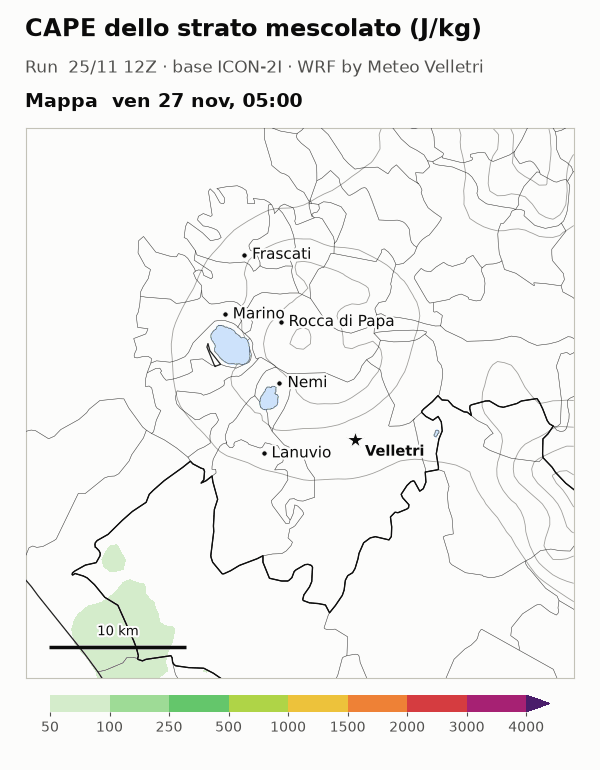 CAPE dello strato mescolato (J/kg)
Run  25/11 12Z · base ICON-2I · WRF by Meteo Velletri
Mappa  ven 27 nov, 05:00
Frascati
Marino
Rocca di Papa
Nemi
Lanuvio
Velletri
10 km
50 100 250 500 1000 1500 2000 3000 4000